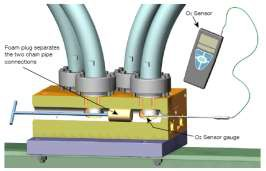 O₂ Sensor
Foam plug separates
the two chain pipe
connections
O₂ Sensor gauge